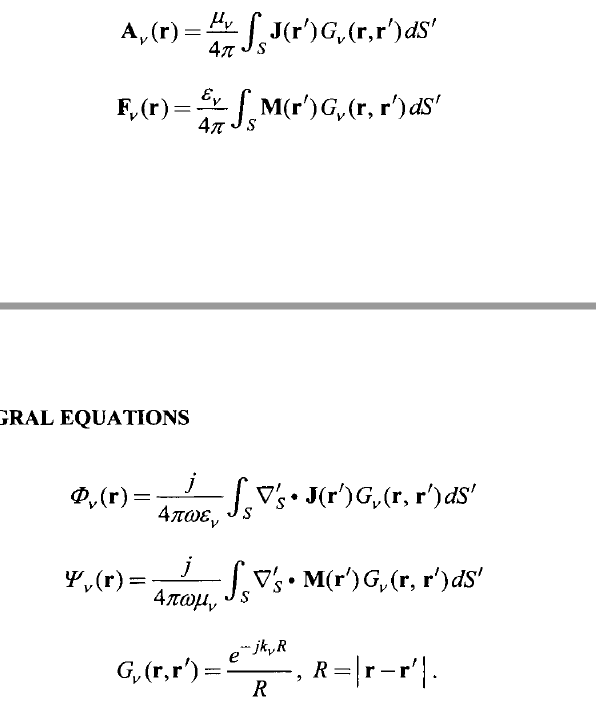 𝐀_ν(𝐫) = μ_ν/4π ∫_S 𝐉(𝐫′) G_ν(𝐫,𝐫′) dS′
𝐅_ν(𝐫) = ε_ν/4π ∫_S 𝐌(𝐫′) G_ν(𝐫, 𝐫′) dS′
GRAL EQUATIONS
Φ_ν(𝐫) = j/4πωε_ν ∫_S ∇′_S • 𝐉(𝐫′) G_ν(𝐫, 𝐫′) dS′
Ψ_ν(𝐫) = j/4πωμ_ν ∫_S ∇′_S • 𝐌(𝐫′) G_ν(𝐫, 𝐫′) dS′
G_ν(𝐫,𝐫′) = e^{−jk_νR}/R , R = |𝐫 − 𝐫′| .